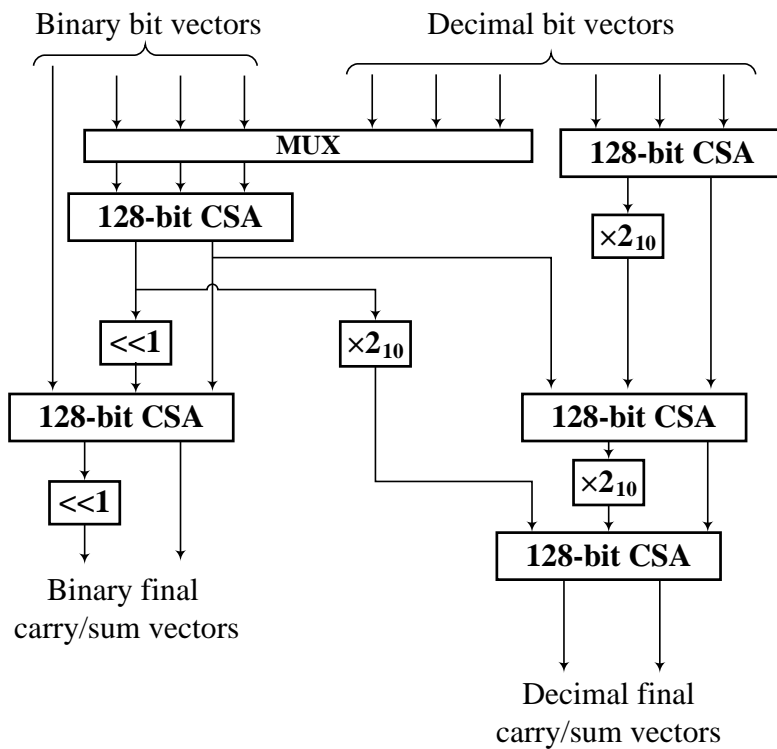 Binary bit vectors
Decimal bit vectors
MUX
128-bit CSA
128-bit CSA
×2₁₀
<<1
×2₁₀
128-bit CSA
128-bit CSA
<<1
×2₁₀
128-bit CSA
Binary final
carry/sum vectors
Decimal final
carry/sum vectors